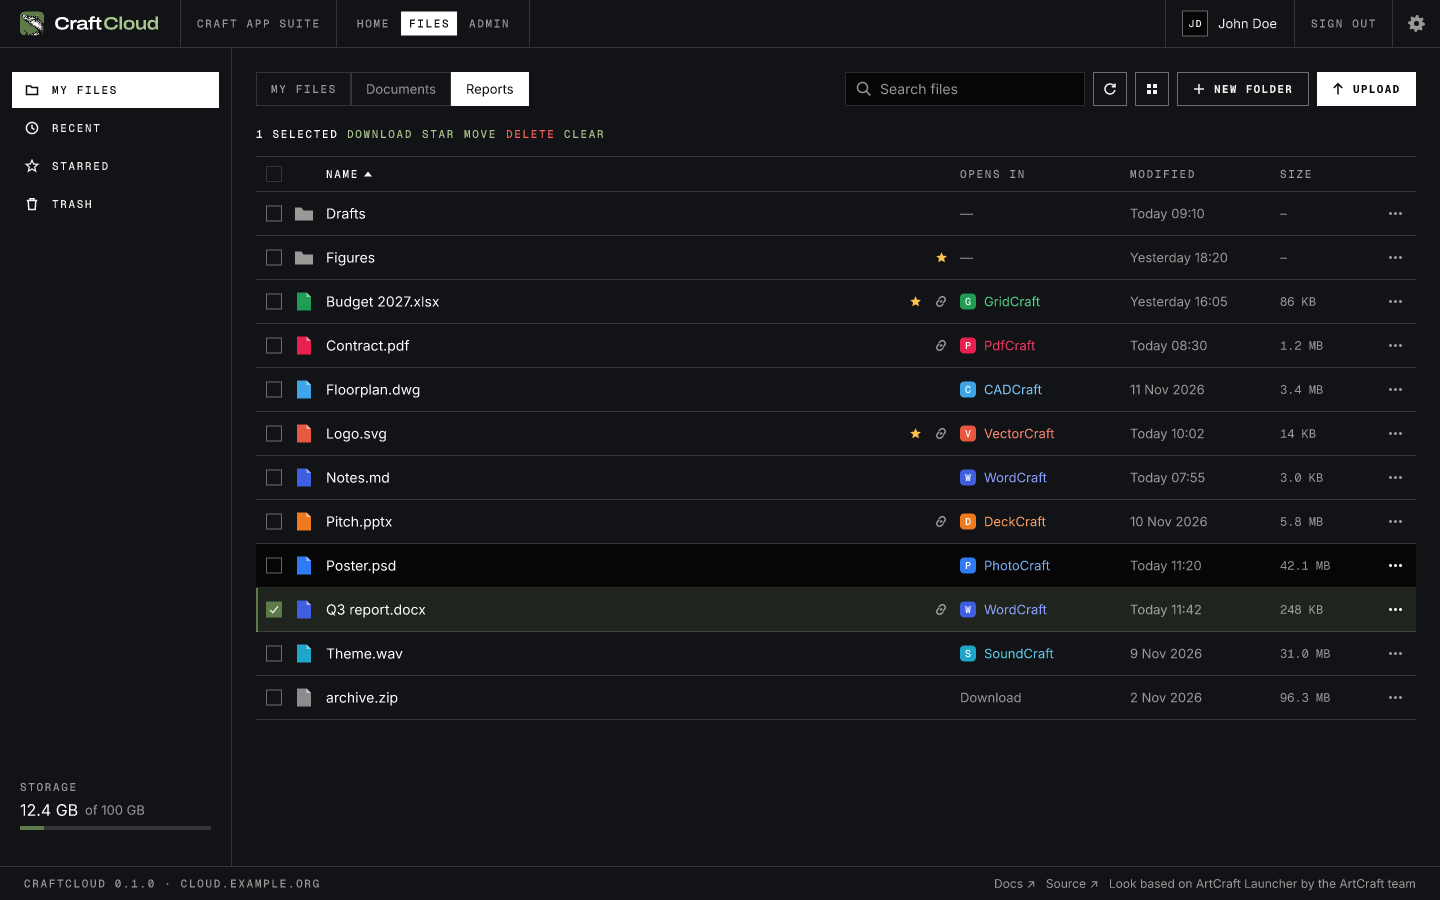 CraftCloud CRAFT APP SUITE HOME FILES ADMIN JD John Doe SIGN OUT
MY FILES
RECENT
STARRED
TRASH
STORAGE
12.4 GB of 100 GB
MY FILES Documents Reports Search files NEW FOLDER UPLOAD
1 SELECTED DOWNLOAD STAR MOVE DELETE CLEAR
NAME OPENS IN MODIFIED SIZE
Drafts — Today 09:10 –
Figures — Yesterday 18:20 –
Budget 2027.xlsx G GridCraft Yesterday 16:05 86 KB
Contract.pdf P PdfCraft Today 08:30 1.2 MB
Floorplan.dwg C CADCraft 11 Nov 2026 3.4 MB
Logo.svg V VectorCraft Today 10:02 14 KB
Notes.md W WordCraft Today 07:55 3.0 KB
Pitch.pptx D DeckCraft 10 Nov 2026 5.8 MB
Poster.psd P PhotoCraft Today 11:20 42.1 MB
Q3 report.docx W WordCraft Today 11:42 248 KB
Theme.wav S SoundCraft 9 Nov 2026 31.0 MB
archive.zip Download 2 Nov 2026 96.3 MB
CRAFTCLOUD 0.1.0 · CLOUD.EXAMPLE.ORG Docs ↗ Source ↗ Look based on ArtCraft Launcher by the ArtCraft team